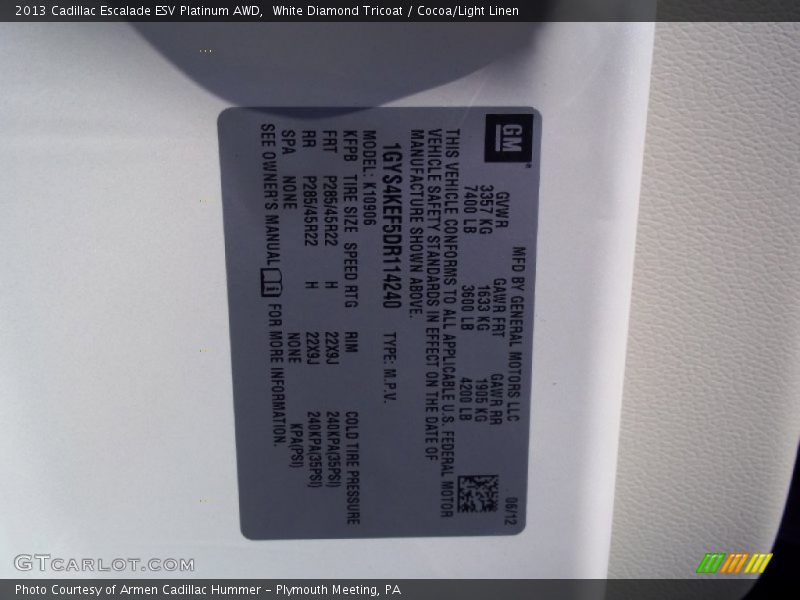 2013 Cadillac Escalade ESV Platinum AWD, White Diamond Tricoat / Cocoa/Light Linen
GM
MFD BY GENERAL MOTORS LLC 06/12
GVWR GAWR FRT GAWR RR
3357 KG 1633 KG 1905 KG
7400 LB 3600 LB 4200 LB
THIS VEHICLE CONFORMS TO ALL APPLICABLE U.S. FEDERAL MOTOR
VEHICLE SAFETY STANDARDS IN EFFECT ON THE DATE OF
MANUFACTURE SHOWN ABOVE.
1GYS4KEF5DR114240 TYPE: M.P.V.
MODEL: K10906
KFPB TIRE SIZE SPEED RTG RIM COLD TIRE PRESSURE
FRT P285/45R22 H 22X9J 240KPA(35PSI)
RR P285/45R22 H 22X9J 240KPA(35PSI)
SPA NONE NONE KPA(PSI)
SEE OWNER'S MANUAL i FOR MORE INFORMATION.
GTCARLOT.COM
Photo Courtesy of Armen Cadillac Hummer – Plymouth Meeting, PA